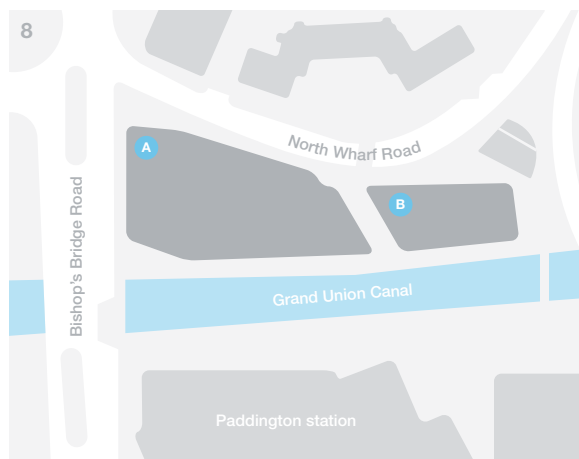 8
A
North Wharf Road
B
Bishop's Bridge Road
Grand Union Canal
Paddington station